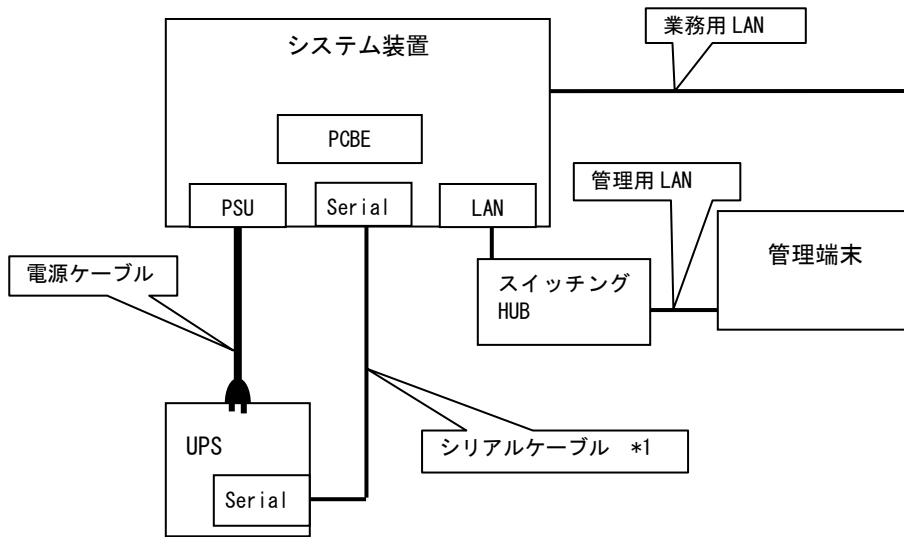 業務用 LAN
システム装置
PCBE
管理用 LAN
PSU
Serial
LAN
管理端末
電源ケーブル
スイッチング
HUB
UPS
シリアルケーブル *1
Serial